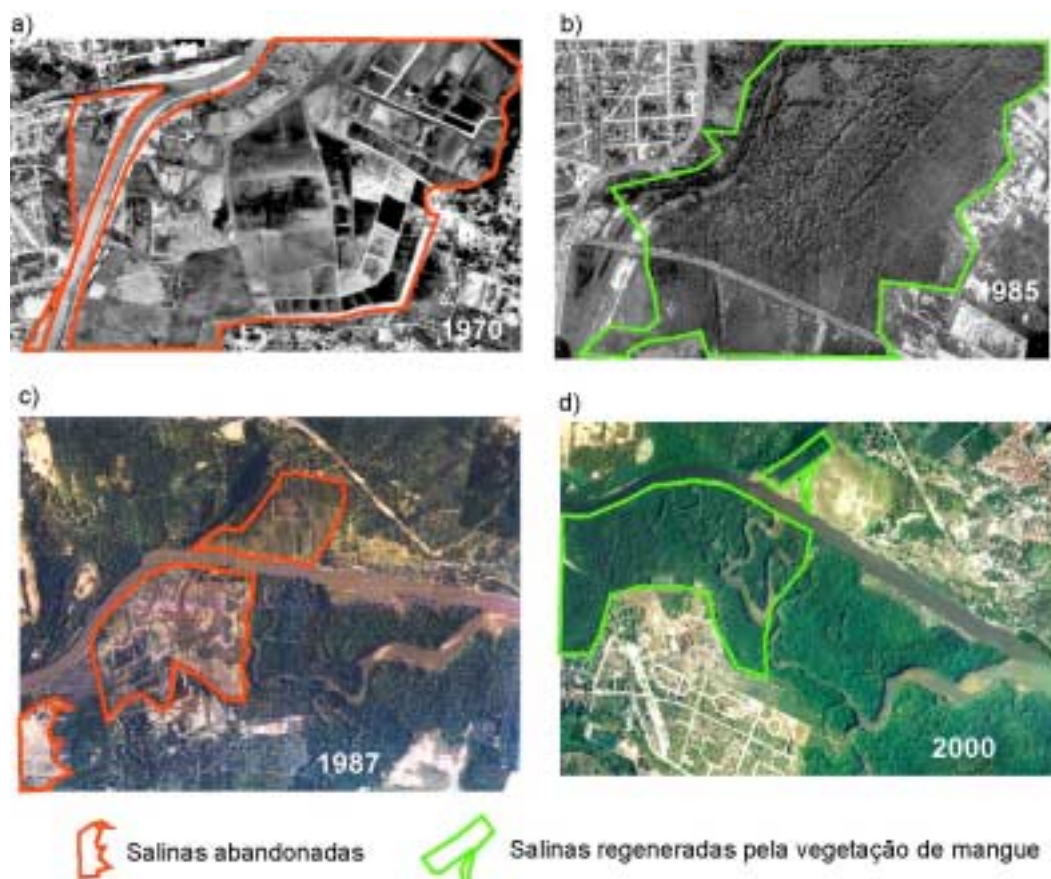 a)
b)
1970
1985
c)
d)
1987
2000
Salinas abandonadas
Salinas regeneradas pela vegetação de mangue